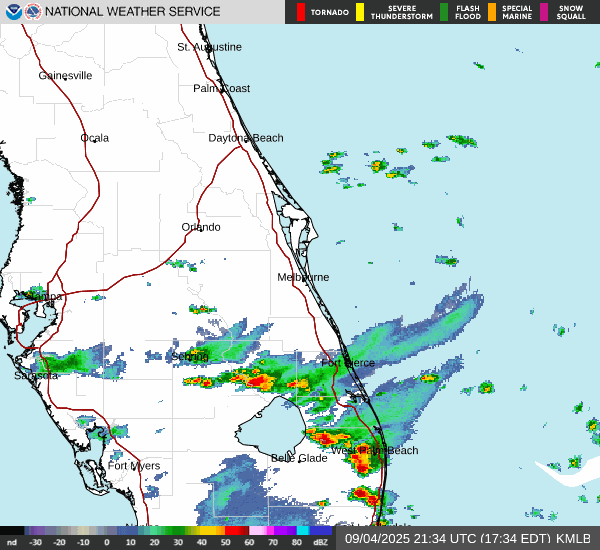 NATIONAL WEATHER SERVICE
TORNADO
SEVERE THUNDERSTORM
FLASH FLOOD
SPECIAL MARINE
SNOW SQUALL
St. Augustine
Gainesville
Palm Coast
Ocala
Daytona Beach
Orlando
Melbourne
Tampa
Sebring
Fort Pierce
Sarasota
West Palm Beach
Belle Glade
Fort Myers
nd -30 -20 -10 0 10 20 30 40 50 60 70 80 dBZ
09/04/2025 21:34 UTC (17:34 EDT) KMLB